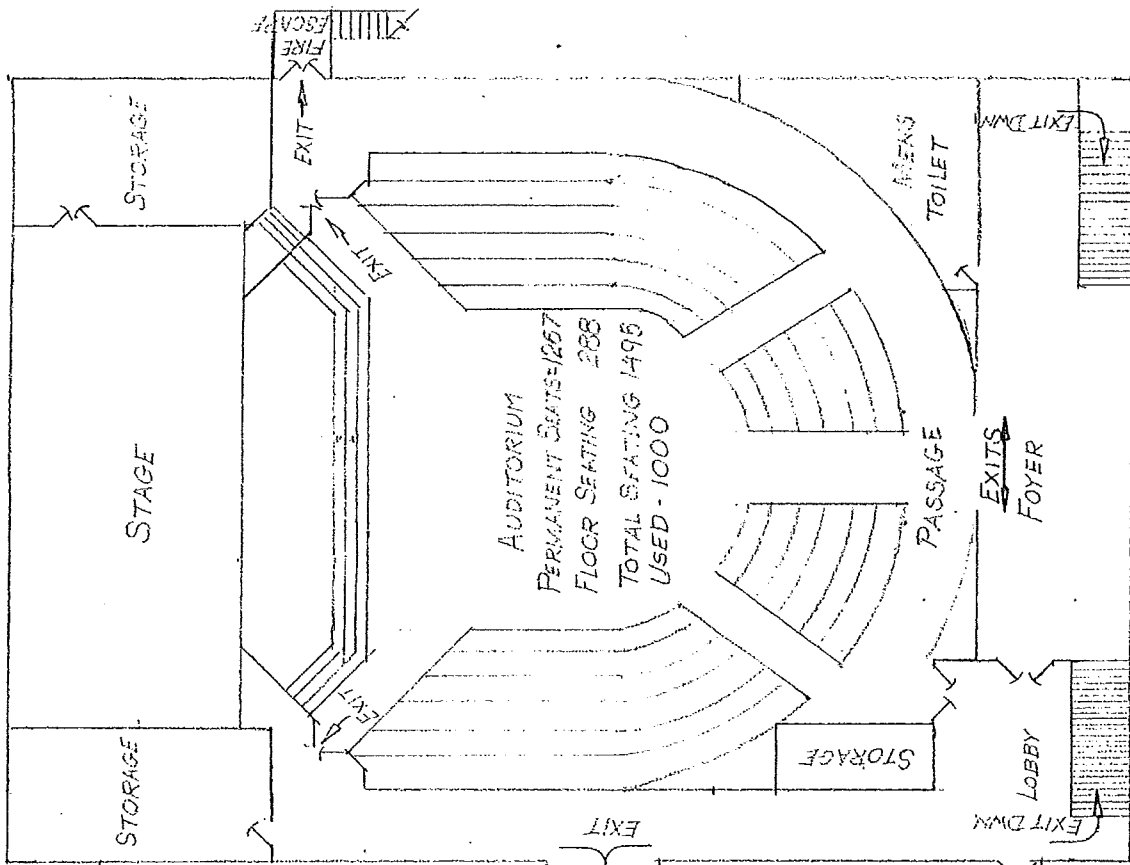 STORAGE
STAGE
STORAGE
FIRE
ESCAPE
EXIT
EXIT
EXIT
AUDITORIUM
PERMANENT SEATS=1267
FLOOR SEATING 288
TOTAL SEATING 1495
USED - 1000
EXIT
STORAGE
PASSAGE
MENS
TOILET
EXITS
FOYER
LOBBY
EXIT DWN
EXIT DWN